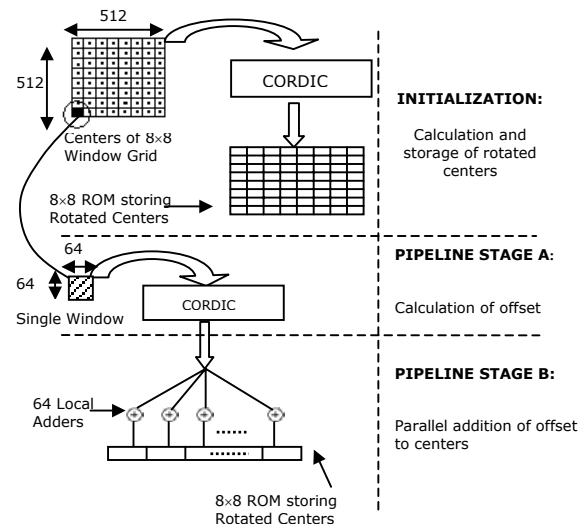 512
512
CORDIC
INITIALIZATION:
Centers of 8×8
Window Grid
Calculation and
storage of rotated
centers
8×8 ROM storing
Rotated Centers
64
64
PIPELINE STAGE A:
Single Window
CORDIC
Calculation of offset
PIPELINE STAGE B:
64 Local
Adders
Parallel addition of offset
to centers
8×8 ROM storing
Rotated Centers